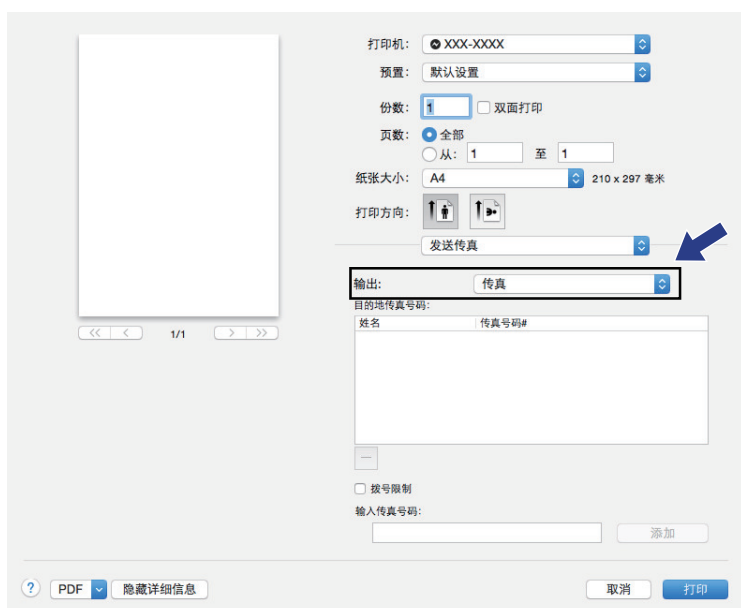 打印机： XXX-XXXX
预置： 默认设置
份数： 1 双面打印
页数： 全部
从： 1 至 1
纸张大小： A4 210 x 297 毫米
打印方向：
发送传真
输出: 传真
目的地传真号码:
姓名 传真号码#
<< < 1/1 > >>
—
拨号限制
输入传真号码:
添加
? PDF 隐藏详细信息 取消 打印